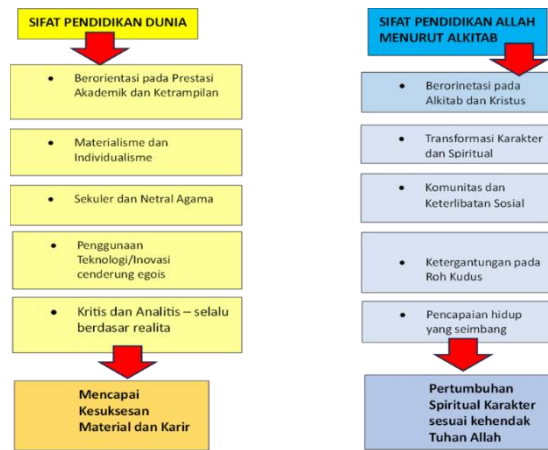 SIFAT PENDIDIKAN DUNIA
• Berorientasi pada Prestasi
Akademik dan Ketrampilan
• Materialisme dan
Individualisme
• Sekuler dan Netral Agama
• Penggunaan
Teknologi/Inovasi
cenderung egois
• Kritis dan Analitis – selalu
berdasar realita
Mencapai
Kesuksesan
Material dan Karir
SIFAT PENDIDIKAN ALLAH
MENURUT ALKITAB
• Berorinetasi pada
Alkitab dan Kristus
• Transformasi Karakter
dan Spiritual
• Komunitas dan
Keterlibatan Sosial
• Ketergantungan pada
Roh Kudus
• Pencapaian hidup
yang seimbang
Pertumbuhan
Spiritual Karakter
sesuai kehendak
Tuhan Allah